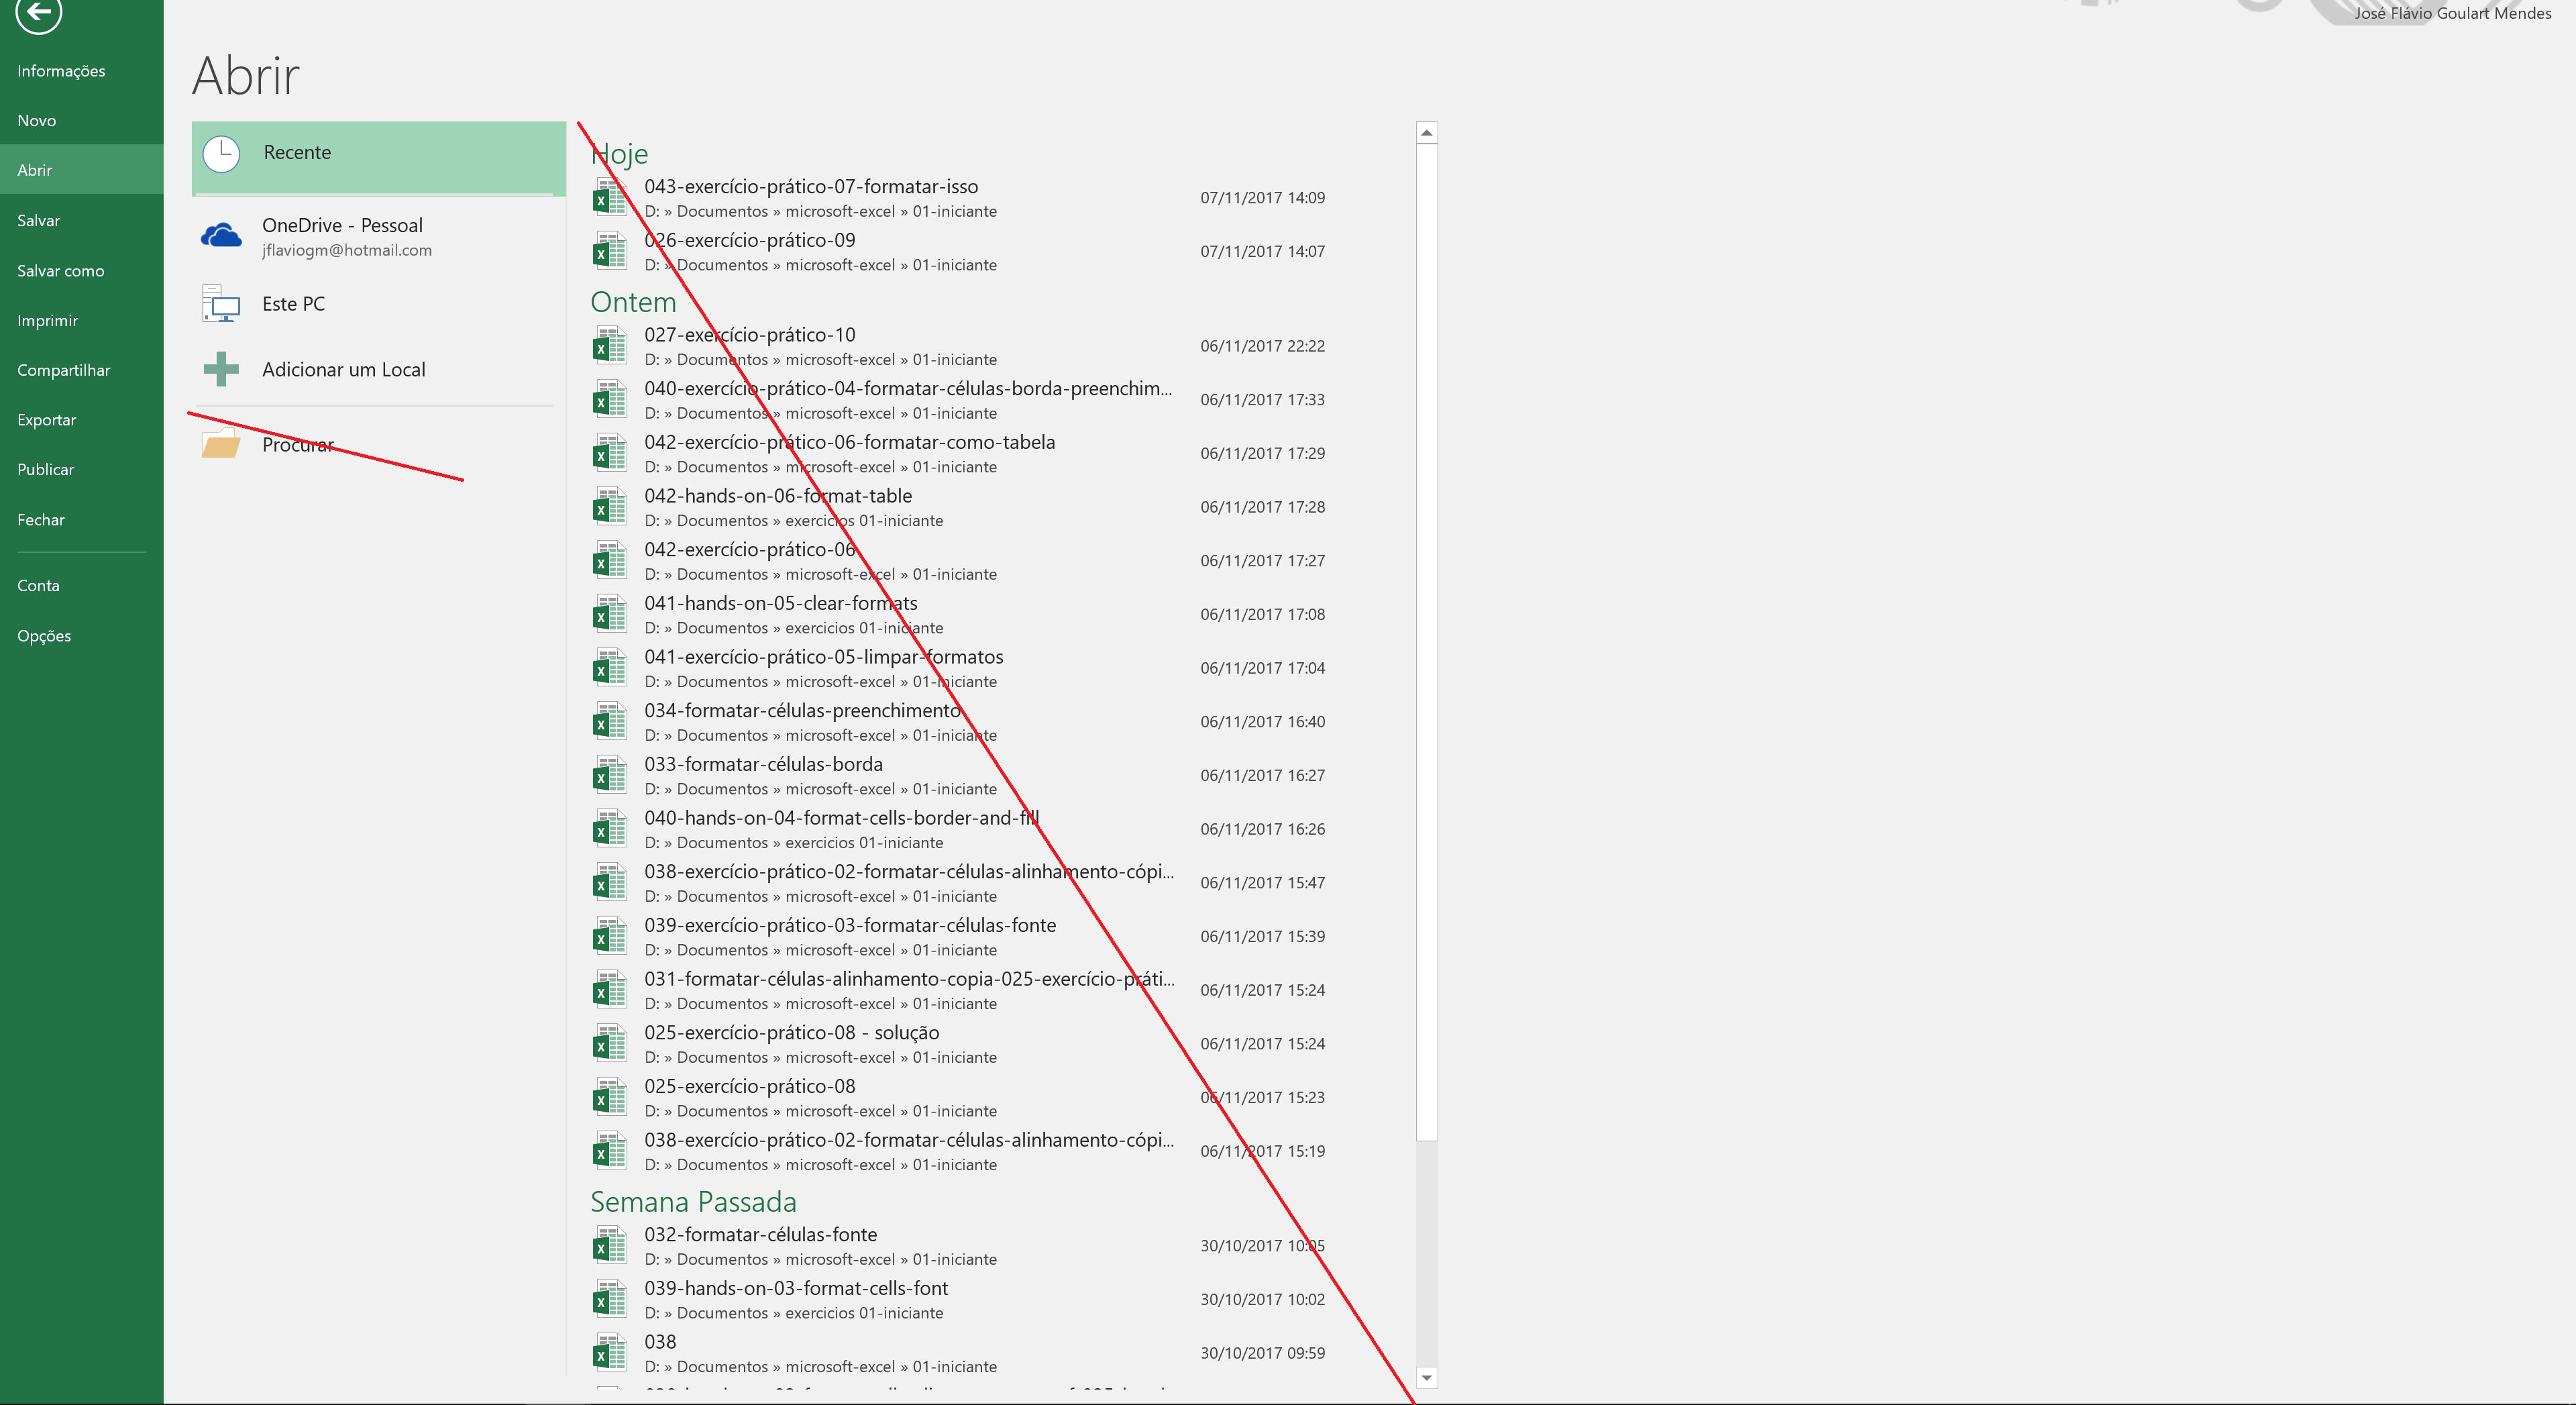 José Flávio Goulart Mendes
Informações
Novo
Abrir
Salvar
Salvar como
Imprimir
Compartilhar
Exportar
Publicar
Fechar
Conta
Opções
Abrir
Recente
OneDrive - Pessoal
jflaviogm@hotmail.com
Este PC
Adicionar um Local
Procurar
Hoje
043-exercício-prático-07-formatar-isso 07/11/2017 14:09
D: » Documentos » microsoft-excel » 01-iniciante
026-exercício-prático-09 07/11/2017 14:07
D: » Documentos » microsoft-excel » 01-iniciante
Ontem
027-exercício-prático-10 06/11/2017 22:22
D: » Documentos » microsoft-excel » 01-iniciante
040-exercício-prático-04-formatar-células-borda-preenchim... 06/11/2017 17:33
D: » Documentos » microsoft-excel » 01-iniciante
042-exercício-prático-06-formatar-como-tabela 06/11/2017 17:29
D: » Documentos » microsoft-excel » 01-iniciante
042-hands-on-06-format-table 06/11/2017 17:28
D: » Documentos » exercicios 01-iniciante
042-exercício-prático-06 06/11/2017 17:27
D: » Documentos » microsoft-excel » 01-iniciante
041-hands-on-05-clear-formats 06/11/2017 17:08
D: » Documentos » exercicios 01-iniciante
041-exercício-prático-05-limpar-formatos 06/11/2017 17:04
D: » Documentos » microsoft-excel » 01-iniciante
034-formatar-células-preenchimento 06/11/2017 16:40
D: » Documentos » microsoft-excel » 01-iniciante
033-formatar-células-borda 06/11/2017 16:27
D: » Documentos » microsoft-excel » 01-iniciante
040-hands-on-04-format-cells-border-and-fill 06/11/2017 16:26
D: » Documentos » exercicios 01-iniciante
038-exercício-prático-02-formatar-células-alinhamento-cópi... 06/11/2017 15:47
D: » Documentos » microsoft-excel » 01-iniciante
039-exercício-prático-03-formatar-células-fonte 06/11/2017 15:39
D: » Documentos » microsoft-excel » 01-iniciante
031-formatar-células-alinhamento-copia-025-exercício-práti... 06/11/2017 15:24
D: » Documentos » microsoft-excel » 01-iniciante
025-exercício-prático-08 - solução 06/11/2017 15:24
D: » Documentos » microsoft-excel » 01-iniciante
025-exercício-prático-08 06/11/2017 15:23
D: » Documentos » microsoft-excel » 01-iniciante
038-exercício-prático-02-formatar-células-alinhamento-cópi... 06/11/2017 15:19
D: » Documentos » microsoft-excel » 01-iniciante
Semana Passada
032-formatar-células-fonte 30/10/2017 10:05
D: » Documentos » microsoft-excel » 01-iniciante
039-hands-on-03-format-cells-font 30/10/2017 10:02
D: » Documentos » exercicios 01-iniciante
038 30/10/2017 09:59
D: » Documentos » microsoft-excel » 01-iniciante